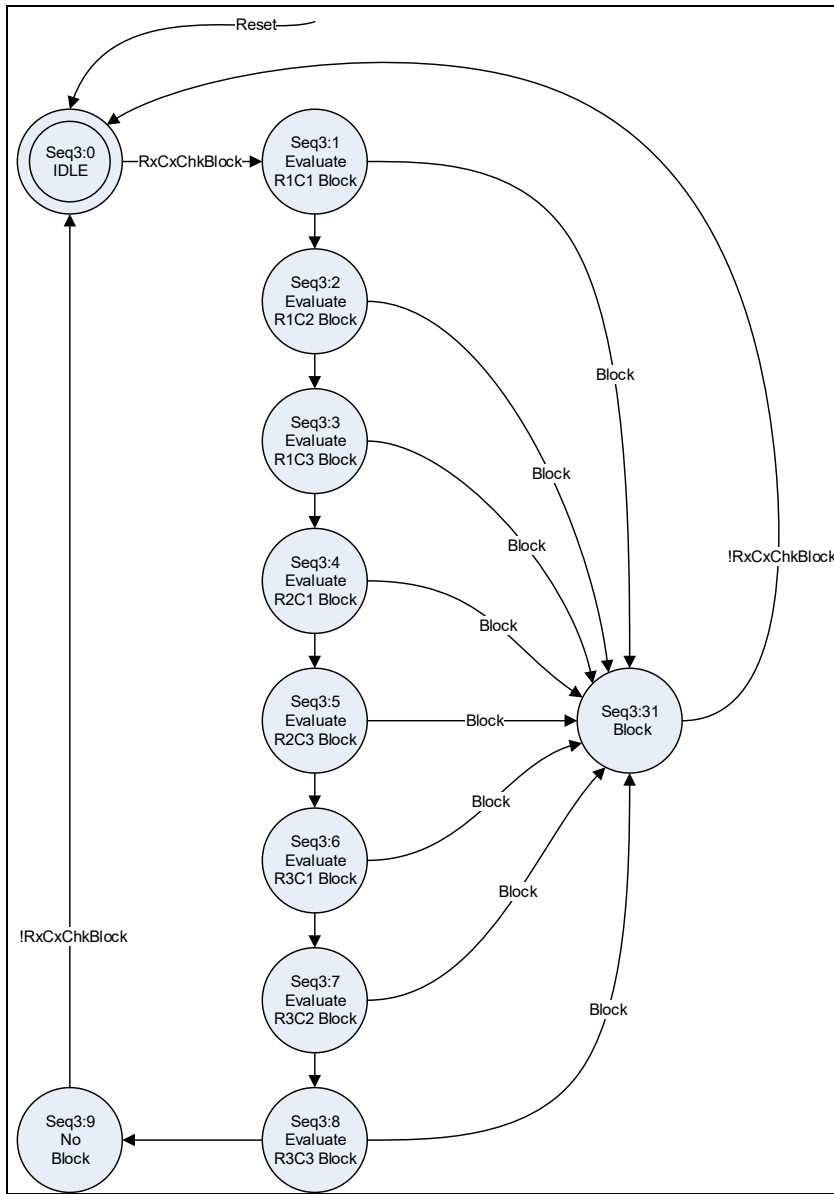 Reset
Seq3:0
IDLE
RxCxChkBlock
Seq3:1
Evaluate
R1C1 Block
Seq3:2
Evaluate
R1C2 Block
Block
Seq3:3
Evaluate
R1C3 Block
Block
Block
!RxCxChkBlock
Seq3:4
Evaluate
R2C1 Block
Block
Seq3:5
Evaluate
R2C3 Block
Block
Seq3:31
Block
Seq3:6
Evaluate
R3C1 Block
Block
Block
!RxCxChkBlock
Seq3:7
Evaluate
R3C2 Block
Block
Seq3:8
Evaluate
R3C3 Block
Seq3:9
No
Block